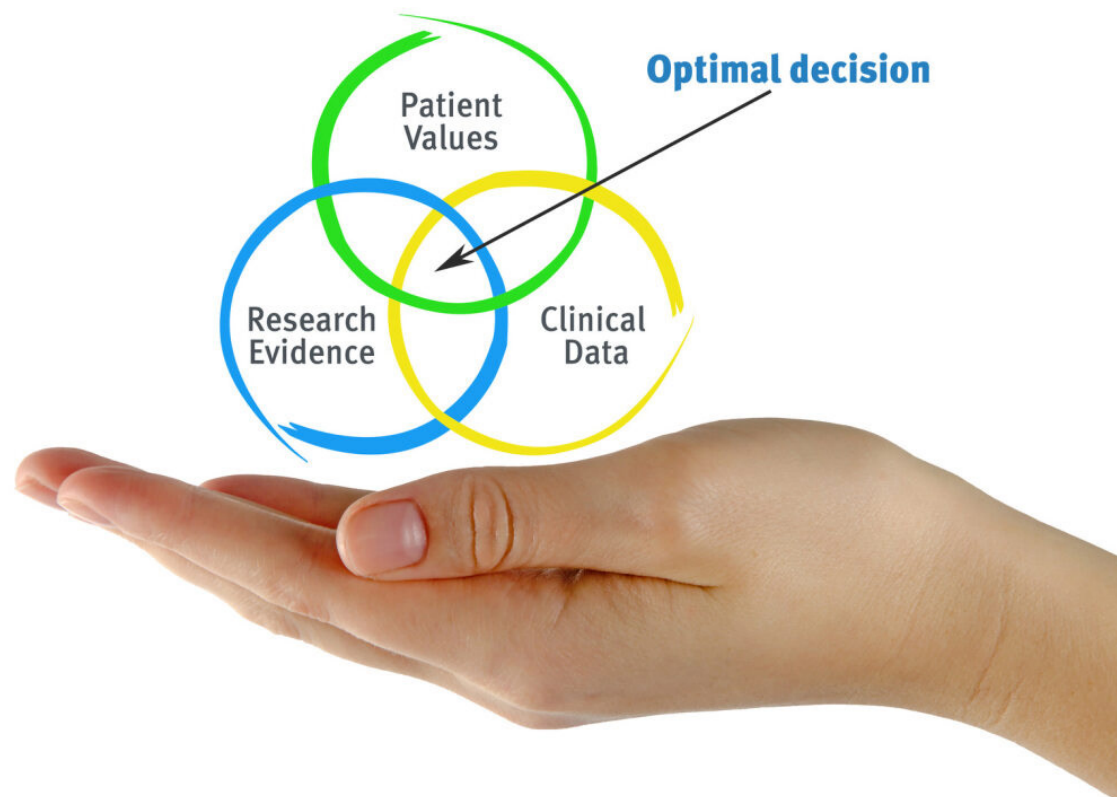 Optimal decision
Patient
Values
Research
Evidence
Clinical
Data